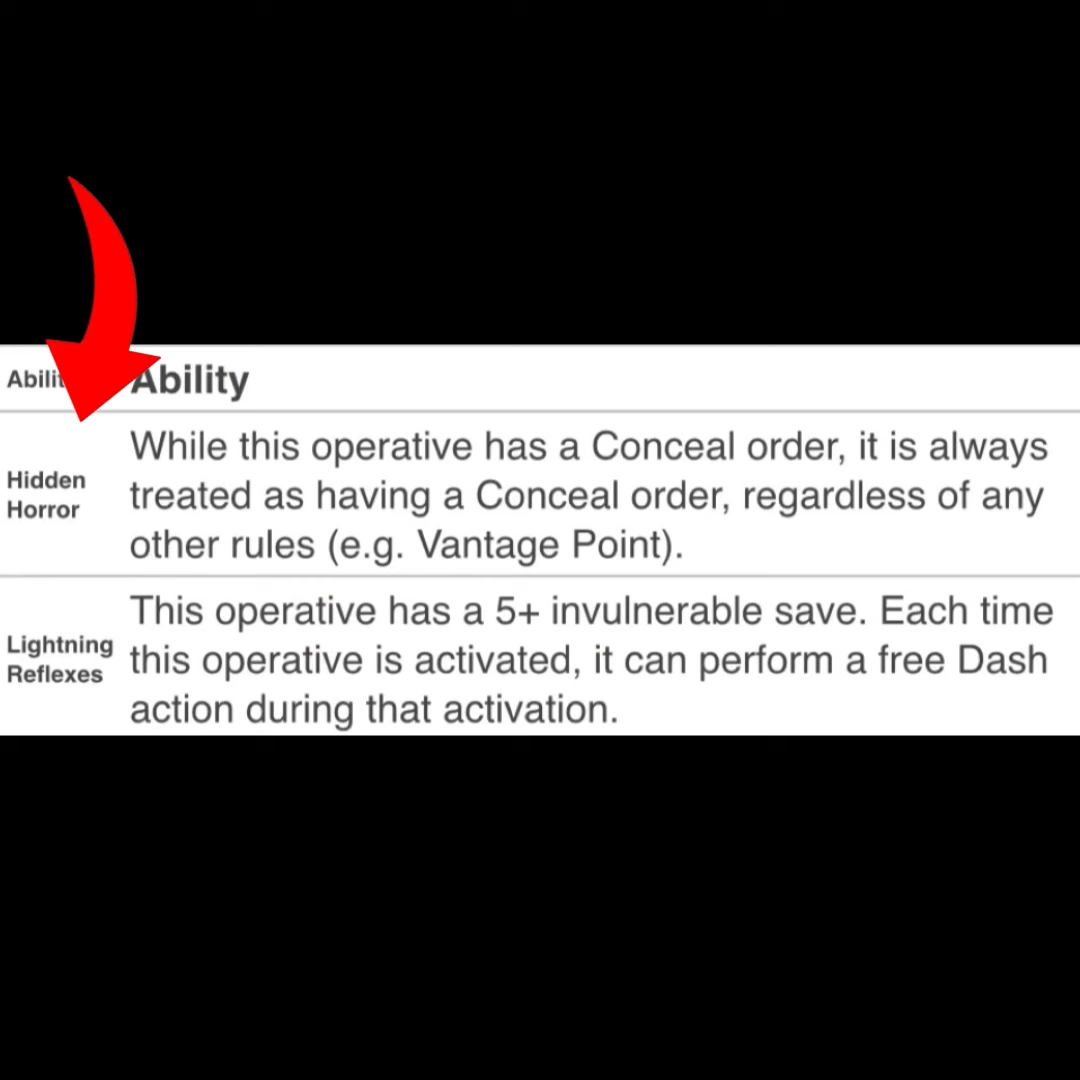 Abilit Ability
Hidden
Horror
While this operative has a Conceal order, it is always
treated as having a Conceal order, regardless of any
other rules (e.g. Vantage Point).
Lightning
Reflexes
This operative has a 5+ invulnerable save. Each time
this operative is activated, it can perform a free Dash
action during that activation.